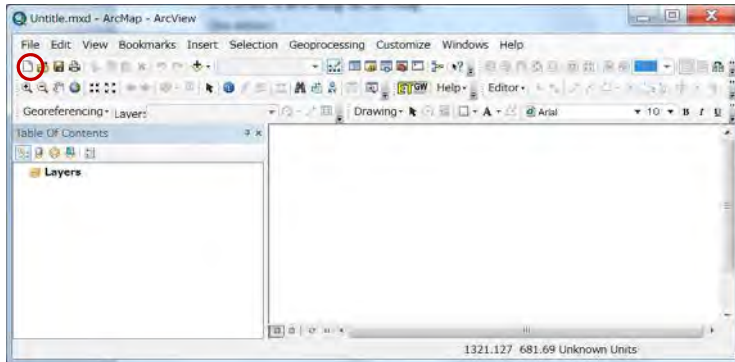 Untitle.mxd - ArcMap - ArcView
File Edit View Bookmarks Insert Selection Geoprocessing Customize Windows Help
GW Help Editor
Georeferencing Layer: Drawing A Arial 10 B I U
Table Of Contents
Layers
1321.127 681.69 Unknown Units